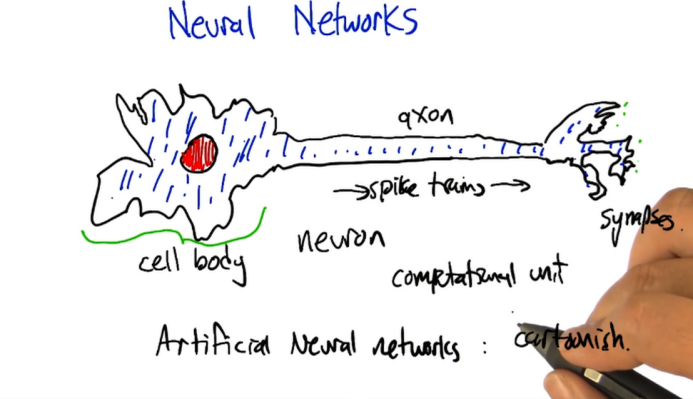 Neural Networks
axon
→ spike trains →
synapses.
neuron
cell body
computational unit
Artificial Neural networks : cartoonish.